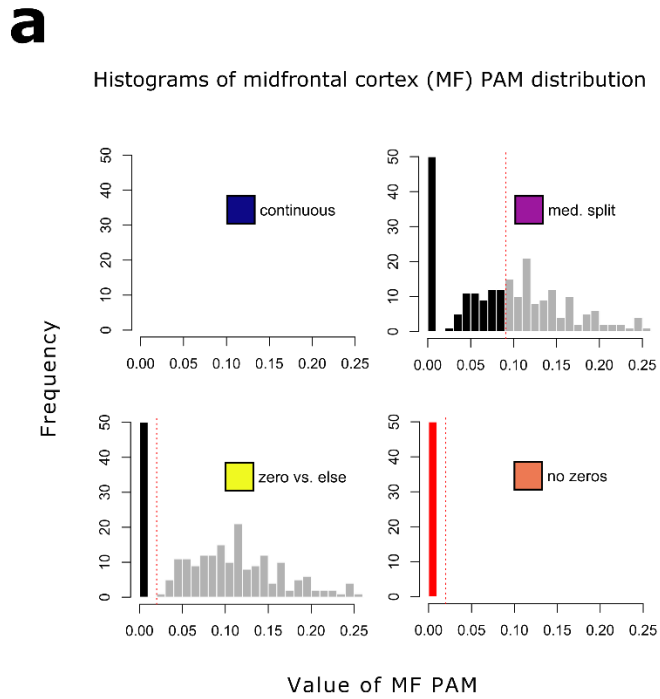 a
Histograms of midfrontal cortex (MF) PAM distribution
Frequency
50
40
30
20
10
0
continuous
0.00 0.05 0.10 0.15 0.20 0.25
50
40
30
20
10
0
med. split
0.00 0.05 0.10 0.15 0.20 0.25
50
40
30
20
10
0
zero vs. else
0.00 0.05 0.10 0.15 0.20 0.25
50
40
30
20
10
0
no zeros
0.00 0.05 0.10 0.15 0.20 0.25
Value of MF PAM